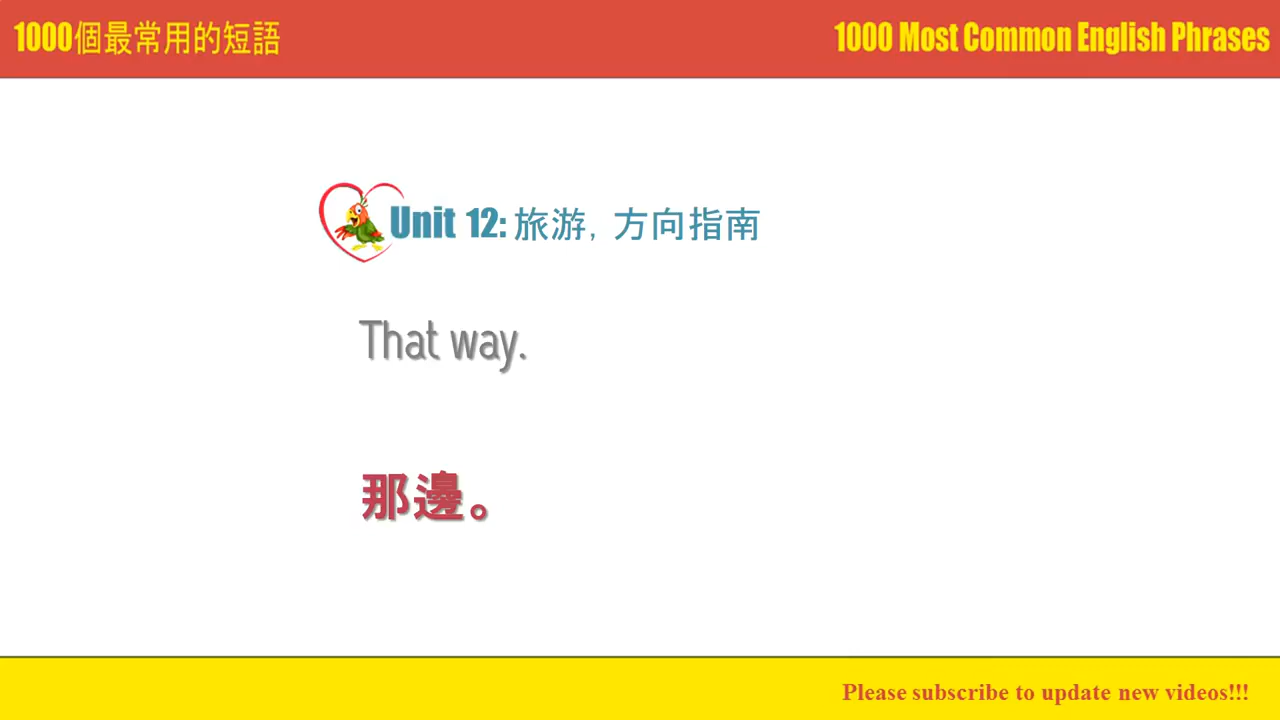 1000個最常用的短語
1000 Most Common English Phrases
Unit 12: 旅游, 方向指南
That way.
那邊。
Please subscribe to update new videos!!!